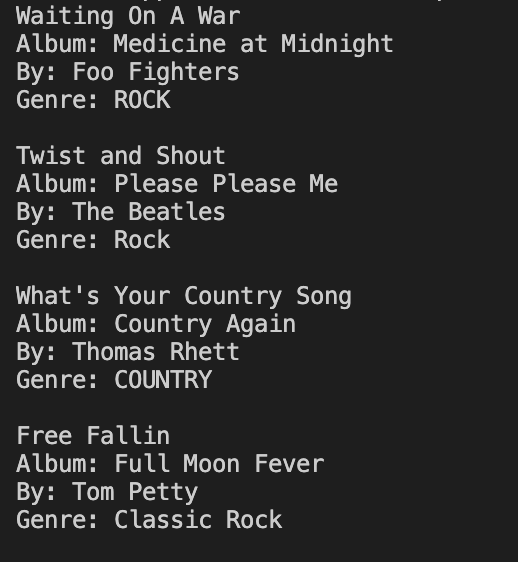 Waiting On A War
Album: Medicine at Midnight
By: Foo Fighters
Genre: ROCK
Twist and Shout
Album: Please Please Me
By: The Beatles
Genre: Rock
What's Your Country Song
Album: Country Again
By: Thomas Rhett
Genre: COUNTRY
Free Fallin
Album: Full Moon Fever
By: Tom Petty
Genre: Classic Rock